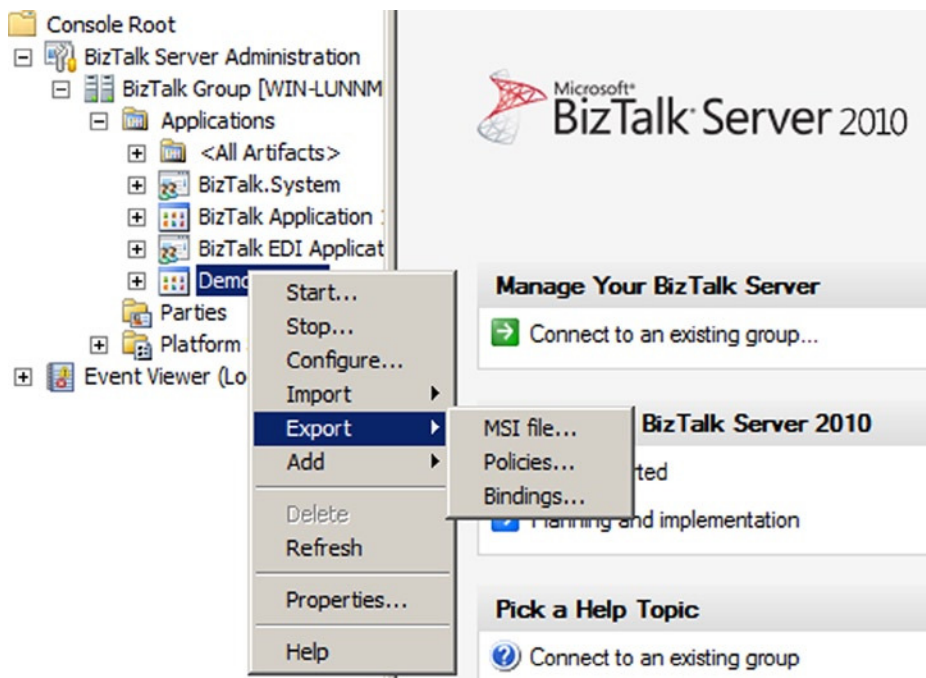 Console Root
BizTalk Server Administration
BizTalk Group [WIN-LUNNM
Applications
<All Artifacts>
BizTalk.System
BizTalk Application
BizTalk EDI Applicat
Demo
Parties
Platform
Event Viewer (Lo
Start...
Stop...
Configure...
Import
Export
Add
Delete
Refresh
Properties...
Help
MSI file...
Policies...
Bindings...
Microsoft®
BizTalk® Server 2010
Manage Your BizTalk Server
Connect to an existing group...
BizTalk Server 2010
rted
Planning and implementation
Pick a Help Topic
Connect to an existing group